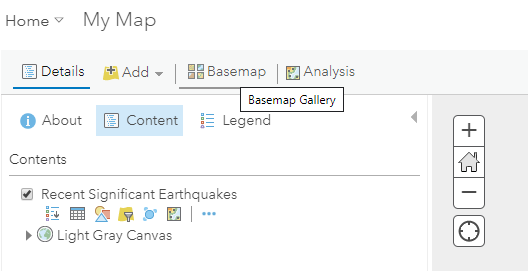 Home My Map
Details Add Basemap Analysis
Basemap Gallery
About Content Legend
Contents
Recent Significant Earthquakes
Light Gray Canvas